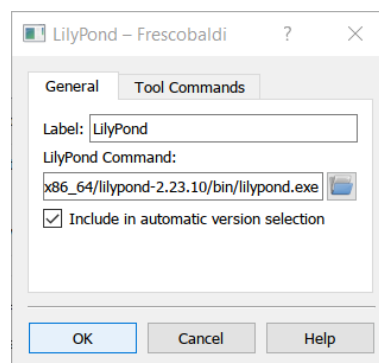 LilyPond – Frescobaldi ?
General Tool Commands
Label: LilyPond
LilyPond Command:
x86_64/lilypond-2.23.10/bin/lilypond.exe
Include in automatic version selection
OK Cancel Help